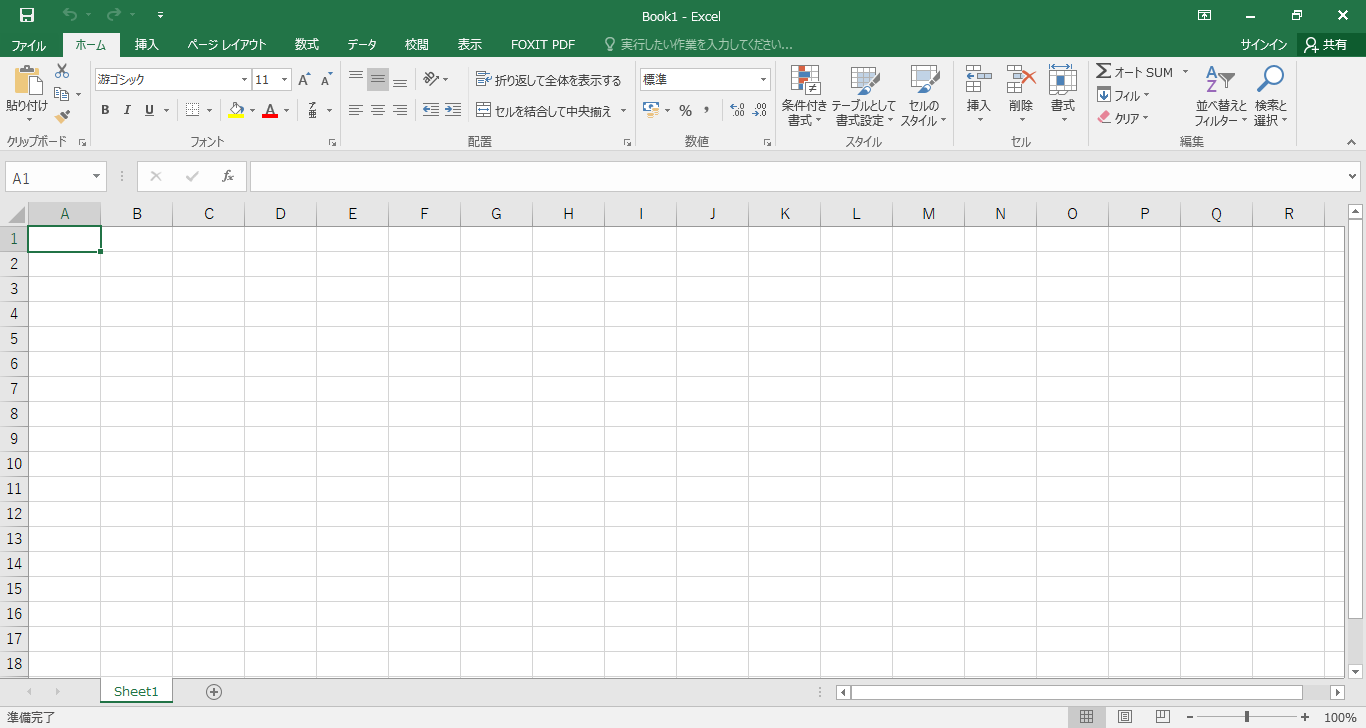 Book1 - Excel
ファイル ホーム 挿入 ページ レイアウト 数式 データ 校閲 表示 FOXIT PDF 実行したい作業を入力してください... サインイン 共有
貼り付け
クリップボード
游ゴシック 11 A A
B I U A
フォント
折り返して全体を表示する
セルを結合して中央揃え
配置
標準
% , .0 .00 .00 .0
数値
条件付き書式 テーブルとして書式設定 セルのスタイル
スタイル
挿入 削除 書式
セル
Σ オート SUM
フィル
クリア
並べ替えとフィルター 検索と選択
編集
A1 fx
A B C D E F G H I J K L M N O P Q R
1
2
3
4
5
6
7
8
9
10
11
12
13
14
15
16
17
18
Sheet1
準備完了 100%